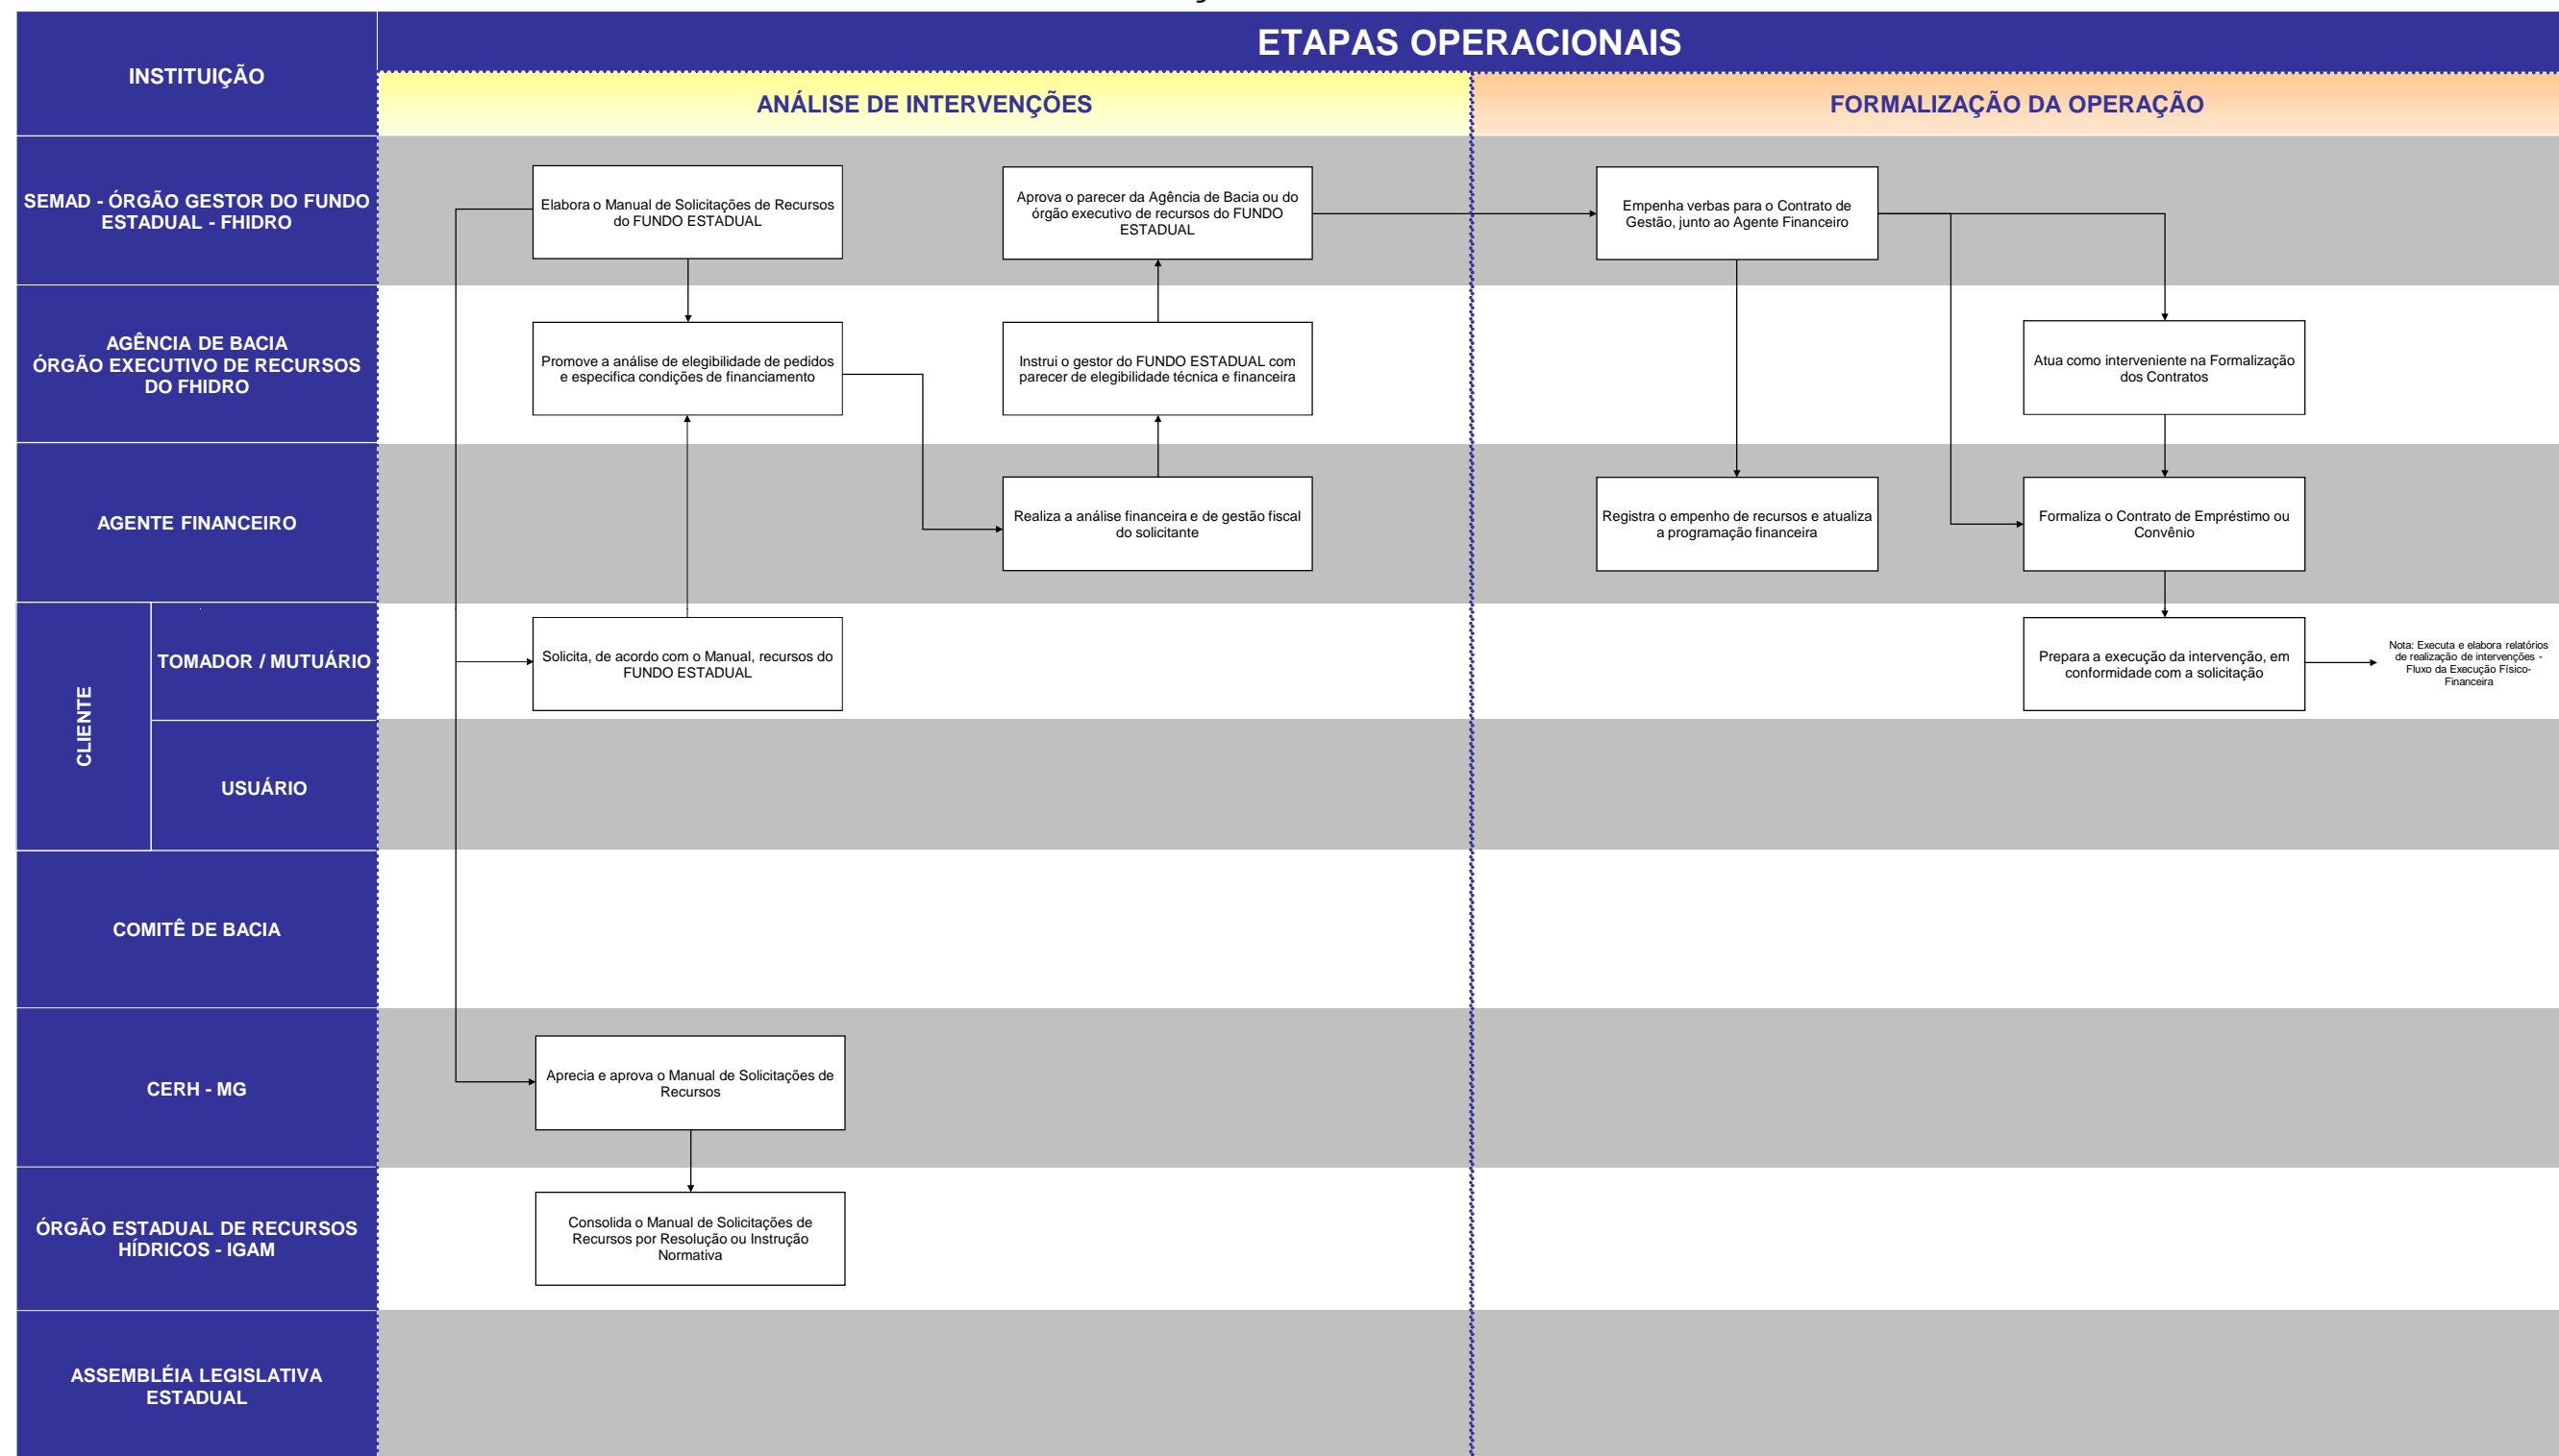 ETAPAS OPERACIONAIS
INSTITUIÇÃO
ANÁLISE DE INTERVENÇÕES
FORMALIZAÇÃO DA OPERAÇÃO
SEMAD - ÓRGÃO GESTOR DO FUNDO
ESTADUAL - FHIDRO
Elabora o Manual de Solicitações de Recursos
do FUNDO ESTADUAL
Aprova o parecer da Agência de Bacia ou do
órgão executivo de recursos do FUNDO
ESTADUAL
Empenha verbas para o Contrato de
Gestão, junto ao Agente Financeiro
AGÊNCIA DE BACIA
ÓRGÃO EXECUTIVO DE RECURSOS
DO FHIDRO
Promove a análise de elegibilidade de pedidos
e especifica condições de financiamento
Instrui o gestor do FUNDO ESTADUAL com
parecer de elegibilidade técnica e financeira
Atua como interveniente na Formalização
dos Contratos
AGENTE FINANCEIRO
Realiza a análise financeira e de gestão fiscal
do solicitante
Registra o empenho de recursos e atualiza
a programação financeira
Formaliza o Contrato de Empréstimo ou
Convênio
CLIENTE
TOMADOR / MUTUÁRIO
Solicita, de acordo com o Manual, recursos do
FUNDO ESTADUAL
Prepara a execução da intervenção, em
conformidade com a solicitação
Nota: Executa e elabora relatórios
de realização de intervenções -
Fluxo da Execução Físico-
Financeira
USUÁRIO
COMITÊ DE BACIA
CERH - MG
Aprecia e aprova o Manual de Solicitações de
Recursos
ÓRGÃO ESTADUAL DE RECURSOS
HÍDRICOS - IGAM
Consolida o Manual de Solicitações de
Recursos por Resolução ou Instrução
Normativa
ASSEMBLÉIA LEGISLATIVA
ESTADUAL